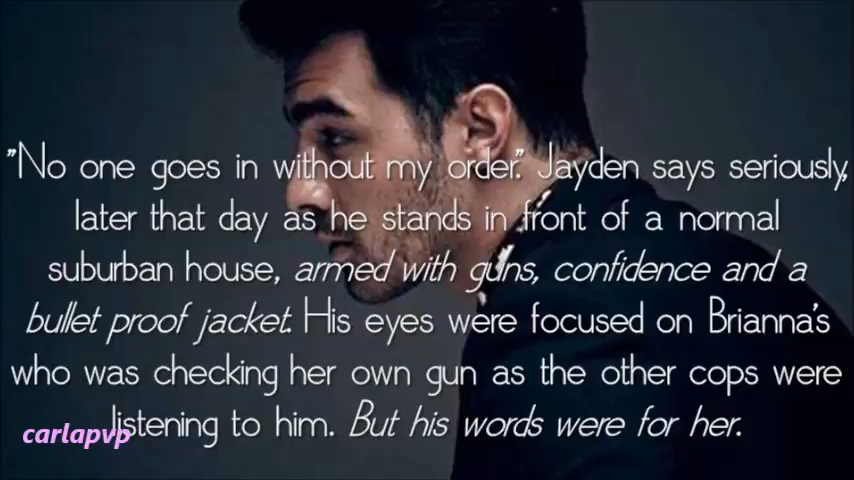 "No one goes in without my order." Jayden says seriously,
later that day as he stands in front of a normal
suburban house, armed with guns, confidence and a
bullet proof jacket. His eyes were focused on Brianna's
who was checking her own gun as the other cops were
listening to him. But his words were for her.
carlapvp